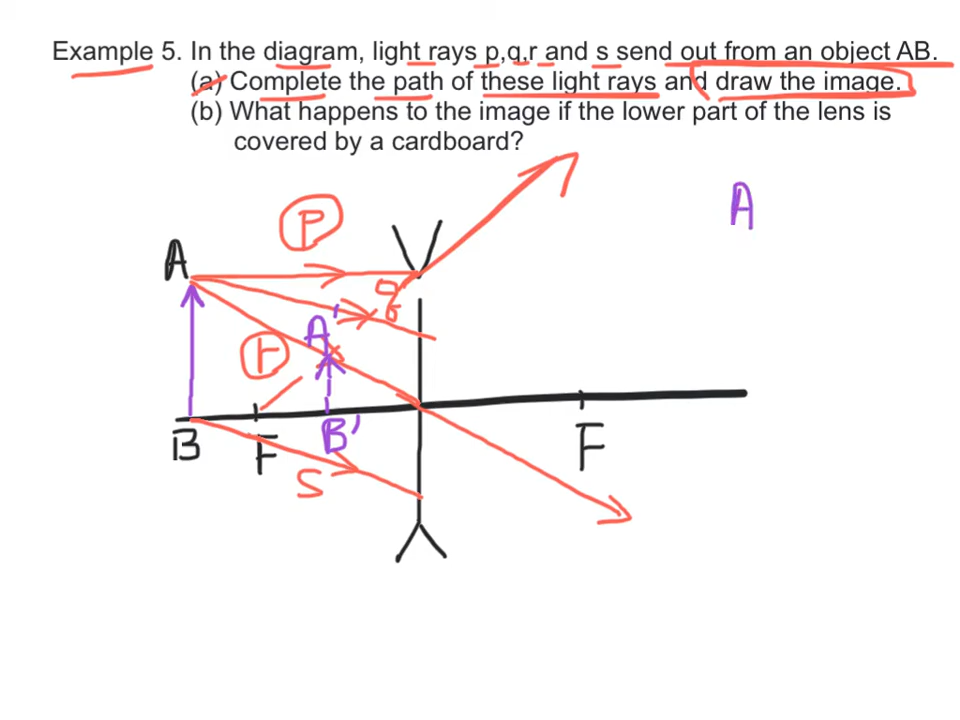 Example 5. In the diagram, light rays p,q,r and s send out from an object AB.
(a) Complete the path of these light rays and draw the image.
(b) What happens to the image if the lower part of the lens is
covered by a cardboard?
A
P
A
q
A'
r
B
F
B'
F
S